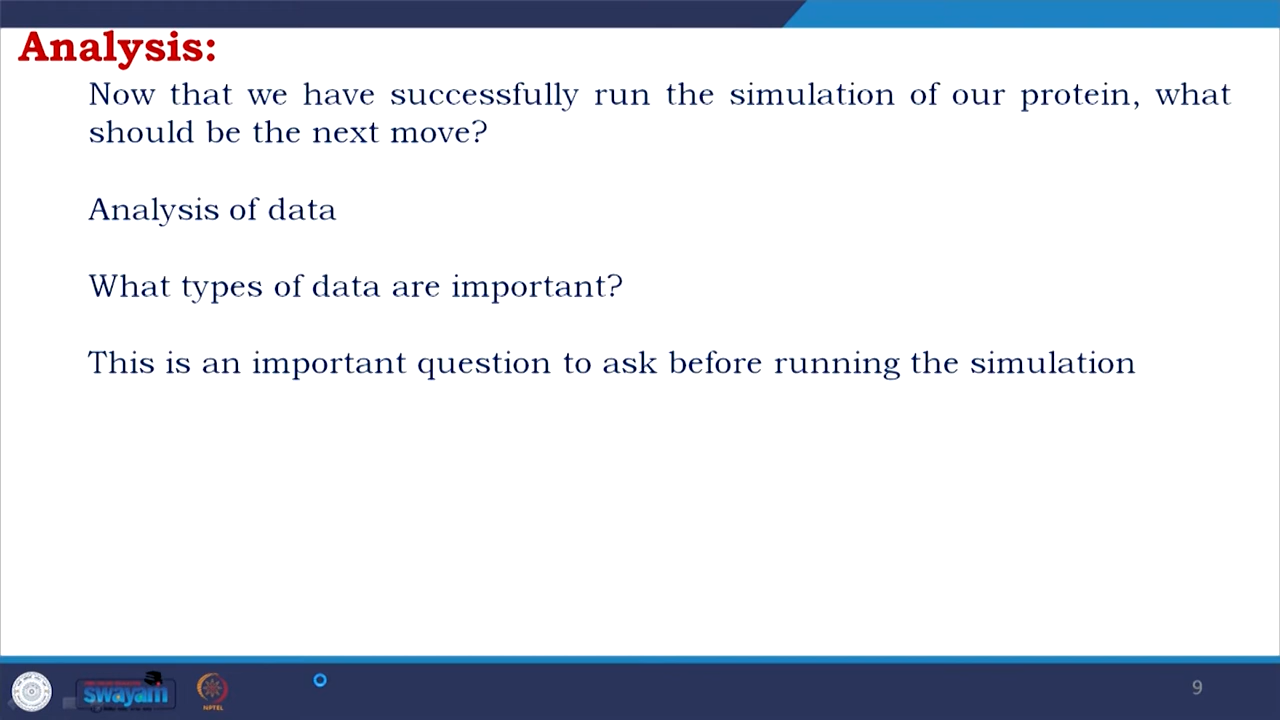 Analysis:
Now that we have successfully run the simulation of our protein, what
should be the next move?
Analysis of data
What types of data are important?
This is an important question to ask before running the simulation
swayam
NPTEL
9